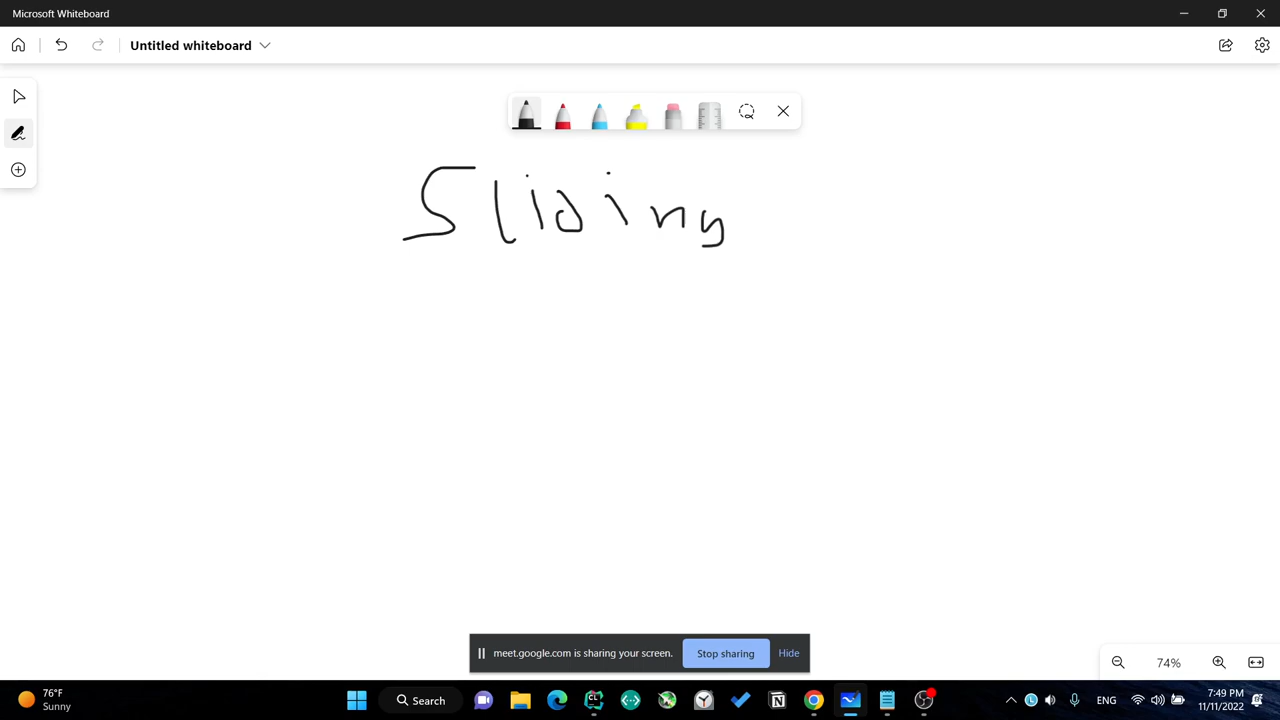 Microsoft Whiteboard
Untitled whiteboard
Sliding
meet.google.com is sharing your screen. Stop sharing Hide
74%
76°F
Sunny
Search
ENG
7:49 PM
11/11/2022